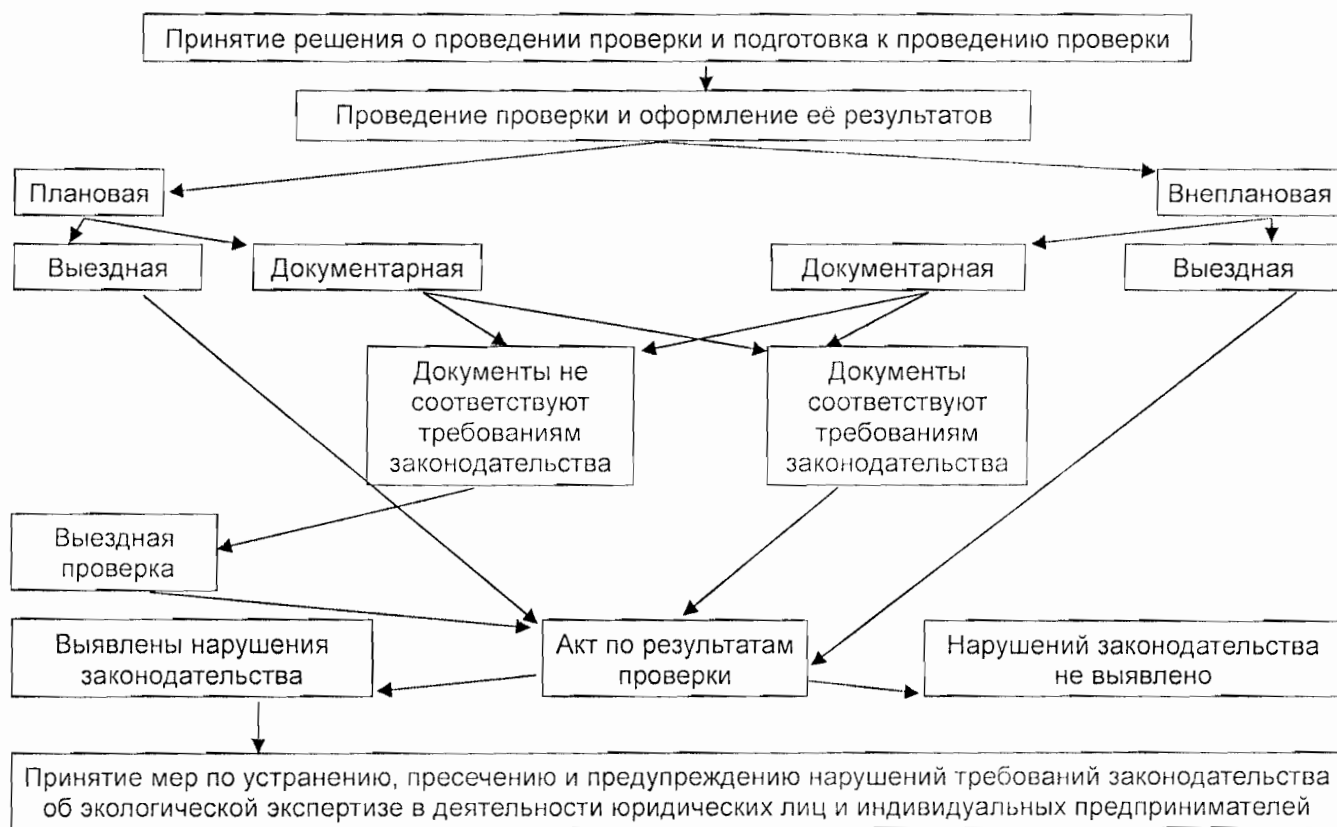 Принятие решения о проведении проверки и подготовка к проведению проверки
Проведение проверки и оформление её результатов
Плановая
Внеплановая
Выездная
Документарная
Документарная
Выездная
Документы не
соответствуют
требованиям
законодательства
Документы
соответствуют
требованиям
законодательства
Выездная
проверка
Выявлены нарушения
законодательства
Акт по результатам
проверки
Нарушений законодательства
не выявлено
Принятие мер по устранению, пресечению и предупреждению нарушений требований законодательства
об экологической экспертизе в деятельности юридических лиц и индивидуальных предпринимателей